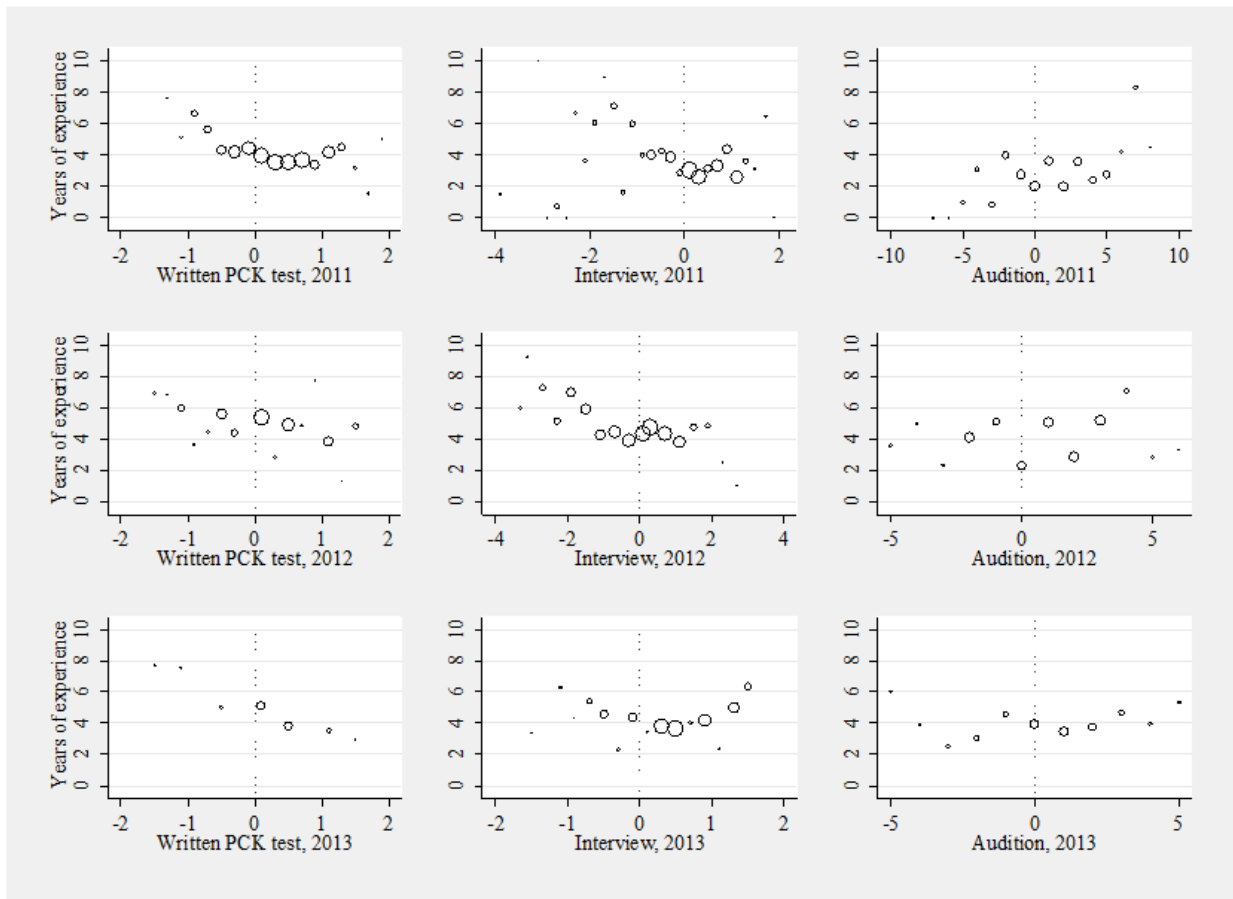 Years of experience
0 2 4 6 8 10
-2 -1 0 1 2
Written PCK test, 2011
-4 -2 0 2
Interview, 2011
0 2 4 6 8 10
-10 -5 0 5 10
Audition, 2011
0 2 4 6 8 10
Years of experience
0 2 4 6 8 10
-2 -1 0 1 2
Written PCK test, 2012
0 2 4 6 8 10
-4 -2 0 2 4
Interview, 2012
0 2 4 6 8 10
-5 0 5
Audition, 2012
Years of experience
0 2 4 6 8 10
-2 -1 0 1 2
Written PCK test, 2013
0 2 4 6 8 10
-2 -1 0 1 2
Interview, 2013
0 2 4 6 8 10
-5 0 5
Audition, 2013